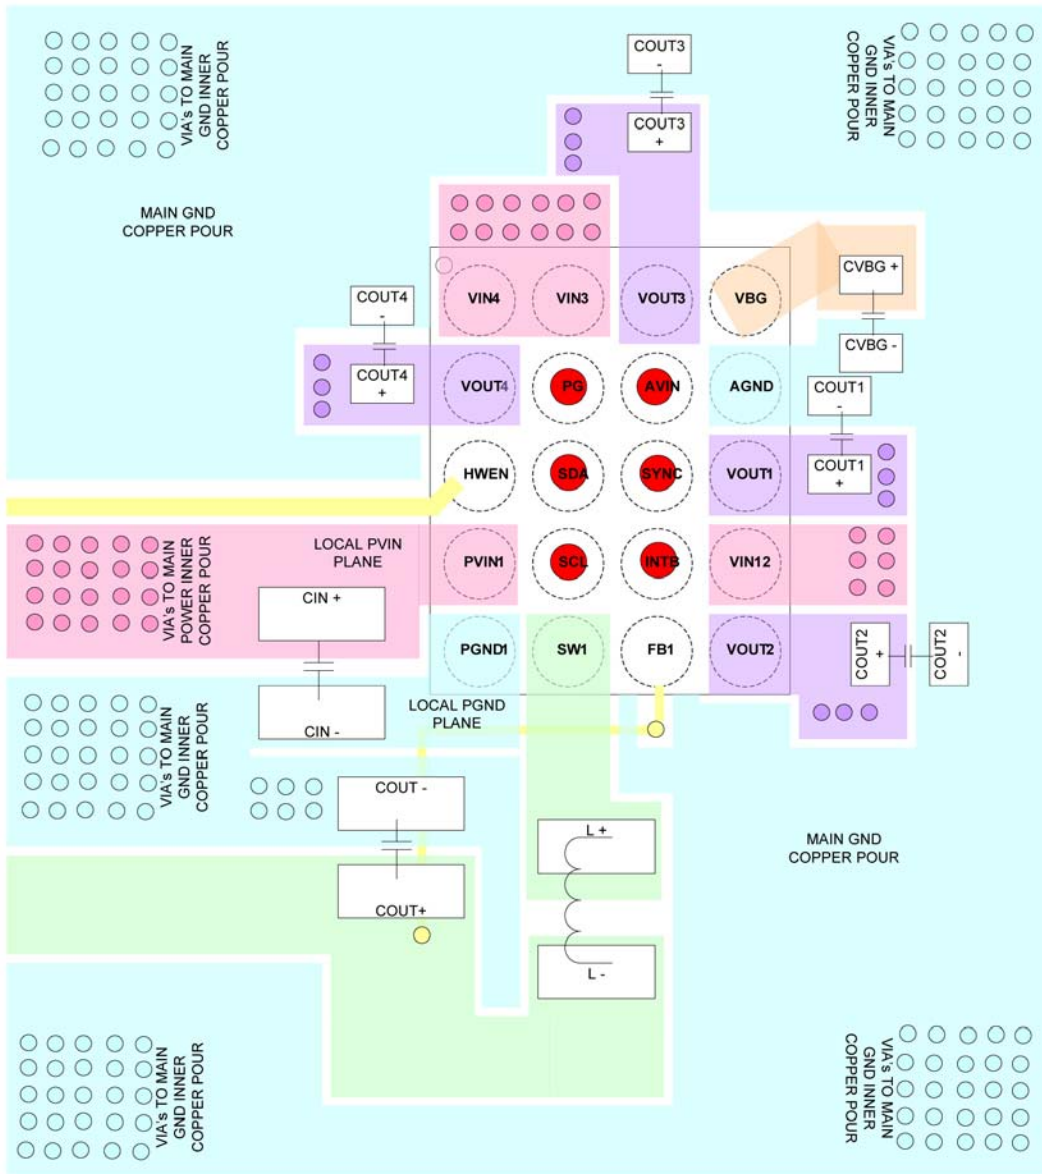 COUT3
-
COUT3
+
VIA's TO MAIN
GND INNER
COPPER POUR
VIA's TO MAIN
GND INNER
COPPER POUR
MAIN GND
COPPER POUR
VIN4
VIN3
VOUT3
VBG
CVBG +
CVBG -
COUT4
-
COUT4
+
VOUT4
PG
AVIN
AGND
COUT1
-
COUT1
+
HWEN
SDA
SYNC
VOUT1
LOCAL PVIN
PLANE
VIA's TO MAIN
POWER INNER
COPPER POUR
CIN +
CIN -
PVIN1
SCL
INTB
VIN12
PGND1
SW1
FB1
VOUT2
COUT2
+
COUT2
-
LOCAL PGND
PLANE
VIA's TO MAIN
GND INNER
COPPER POUR
COUT -
COUT+
L +
L -
MAIN GND
COPPER POUR
VIA's TO MAIN
GND INNER
COPPER POUR
VIA's TO MAIN
GND INNER
COPPER POUR